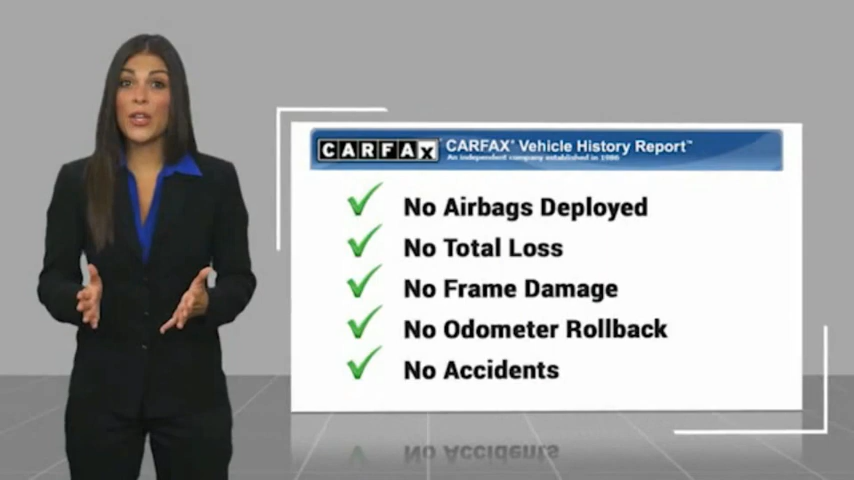 CARFAX CARFAX® Vehicle History Report™
An independent company established in 1986
No Airbags Deployed
No Total Loss
No Frame Damage
No Odometer Rollback
No Accidents
No Accidents